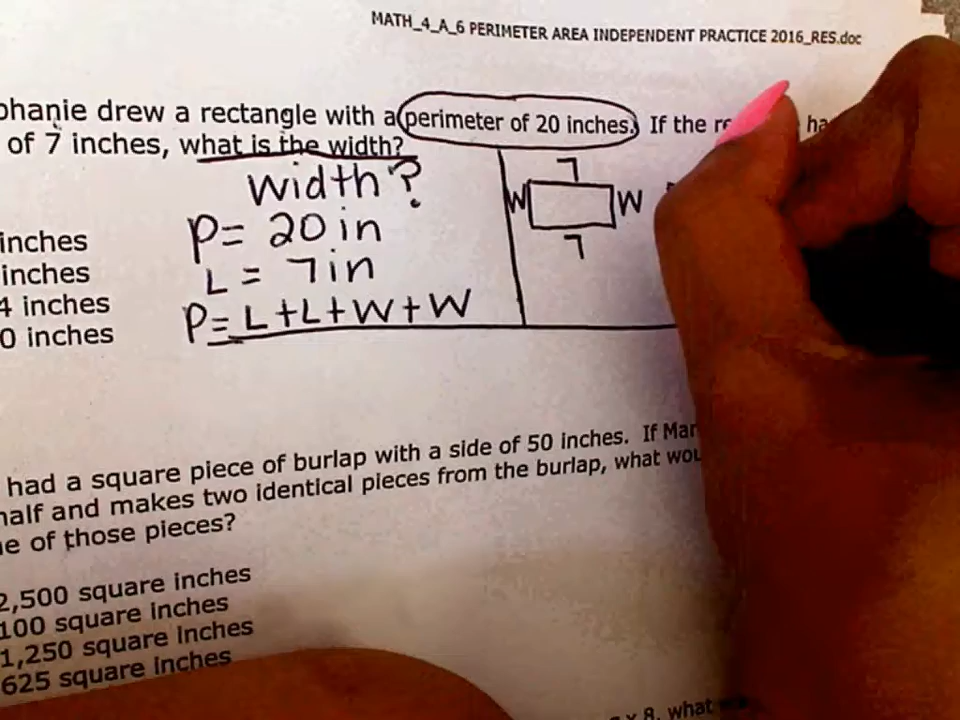 MATH_4_A_6 PERIMETER AREA INDEPENDENT PRACTICE 2016_RES.doc
phanie drew a rectangle with a perimeter of 20 inches. If the
of 7 inches, what is the width?
width?
P= 20 in
L = 7 in
P= L+L+W+W
7
W W
7
inches
inches
4 inches
0 inches
had a square piece of burlap with a side of 50 inches. If Mar
half and makes two identical pieces from the burlap, what wou
of those pieces?
2,500 square inches
100 square inches
1,250 square inches
625 square inches
x 8, what